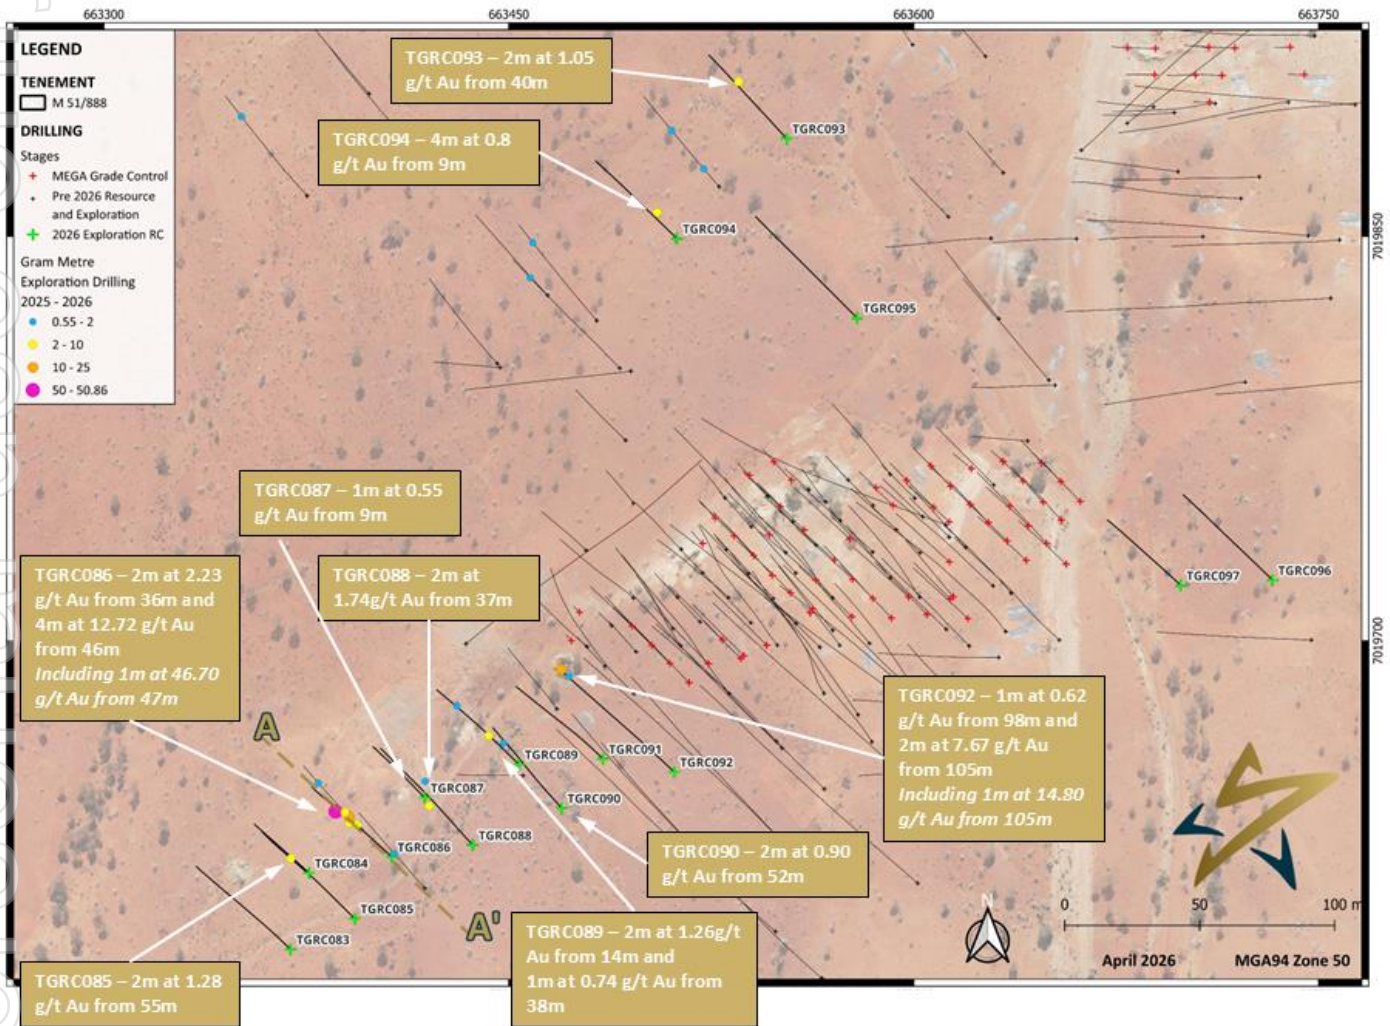 663300
663450
663600
663750
LEGEND
TENEMENT
M 51/888
DRILLING
Stages
MEGA Grade Control
Pre 2026 Resource
and Exploration
2026 Exploration RC
Gram Metre
Exploration Drilling
2025 - 2026
0.55 - 2
2 - 10
10 - 25
50 - 50.86
TGRC093 – 2m at 1.05
g/t Au from 40m
TGRC094 – 4m at 0.8
g/t Au from 9m
TGRC093
TGRC094
TGRC095
7019850
TGRC087 – 1m at 0.55
g/t Au from 9m
TGRC086 – 2m at 2.23
g/t Au from 36m and
4m at 12.72 g/t Au
from 46m
Including 1m at 46.70
g/t Au from 47m
TGRC088 – 2m at
1.74g/t Au from 37m
TGRC097
TGRC096
7019700
TGRC092 – 1m at 0.62
g/t Au from 98m and
2m at 7.67 g/t Au
from 105m
Including 1m at 14.80
g/t Au from 105m
A
TGRC089
TGRC091
TGRC092
TGRC087
TGRC090
TGRC088
TGRC086
TGRC084
TGRC085
TGRC083
A'
TGRC090 – 2m at 0.90
g/t Au from 52m
TGRC089 – 2m at 1.26g/t
Au from 14m and
1m at 0.74 g/t Au from
38m
TGRC085 – 2m at 1.28
g/t Au from 55m
N
0
50
100 m
April 2026
MGA94 Zone 50